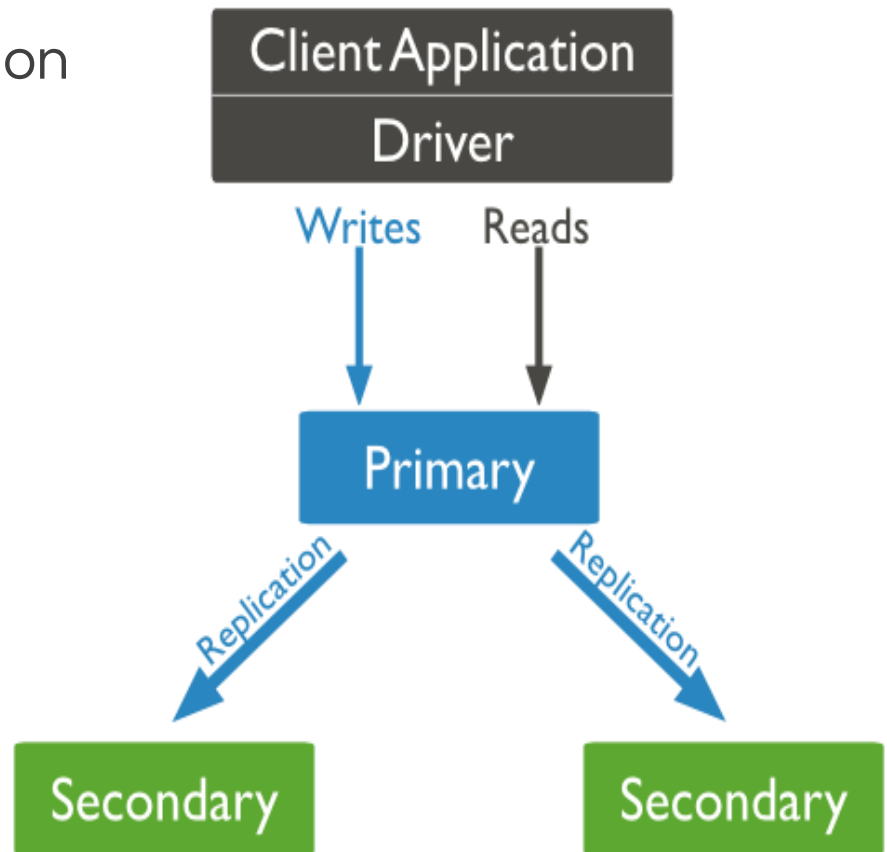 on
Client Application
Driver
Writes Reads
Primary
Replication Replication
Secondary Secondary